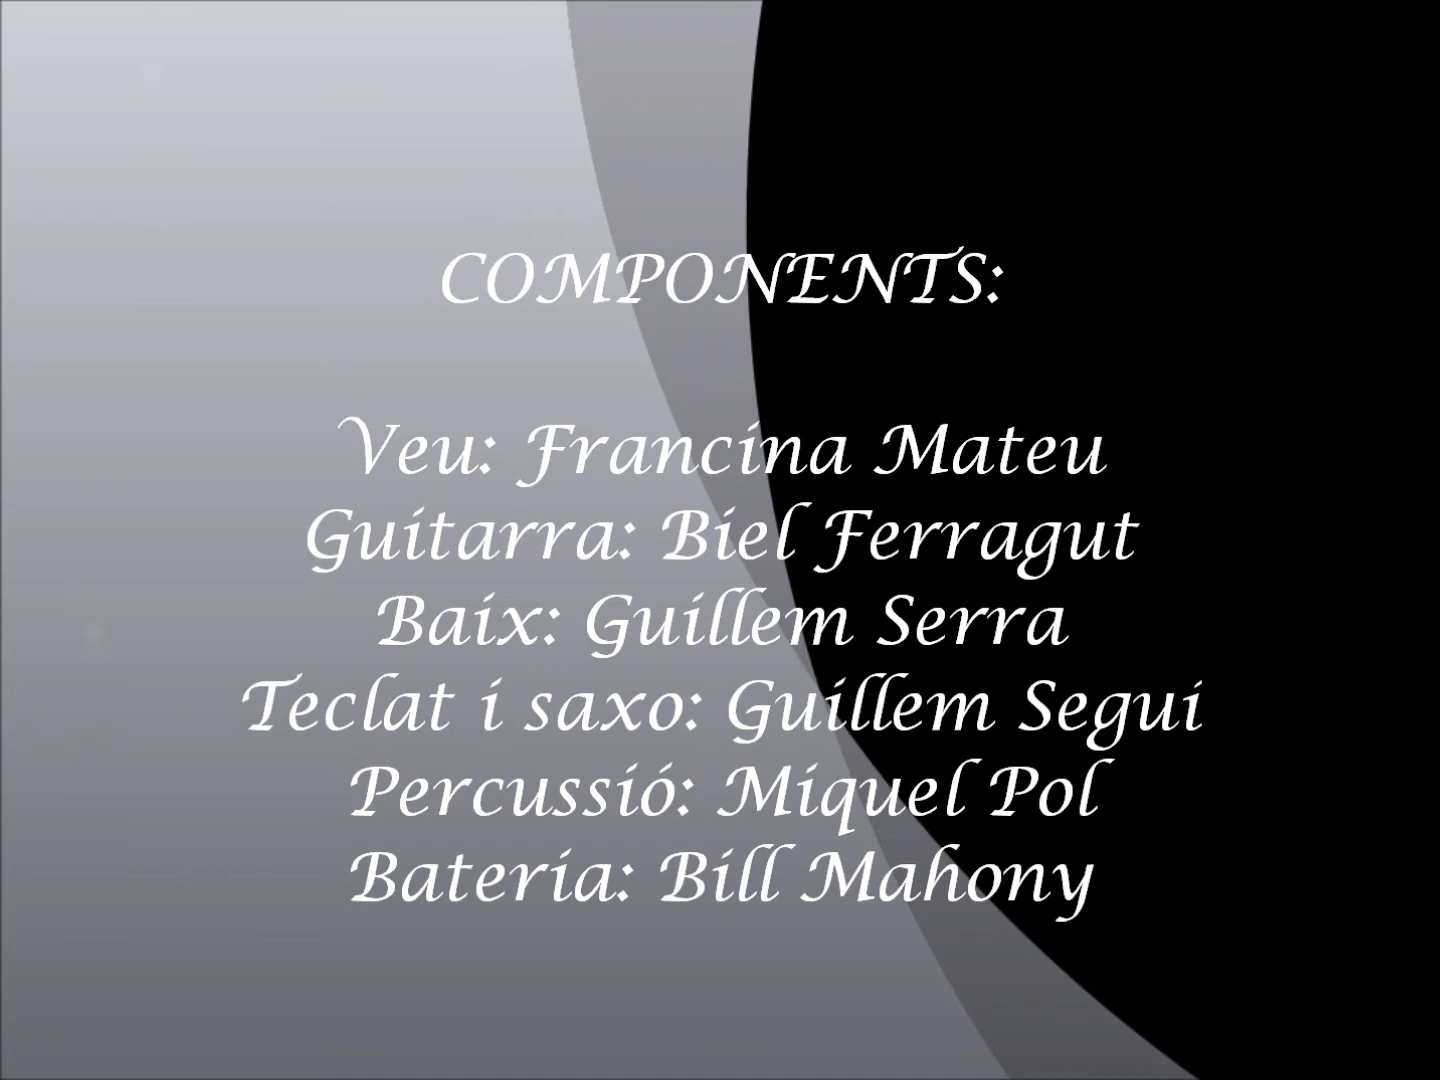 COMPONENTS:
Veu: Francina Mateu
Guitarra: Biel Ferragut
Baix: Guillem Serra
Teclat i saxo: Guillem Segui
Percussió: Miquel Pol
Bateria: Bill Mahony